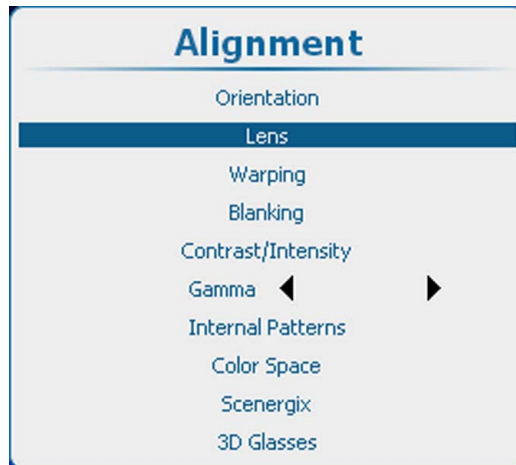 Alignment
Orientation
Lens
Warping
Blanking
Contrast/Intensity
Gamma
Internal Patterns
Color Space
Scenergix
3D Glasses